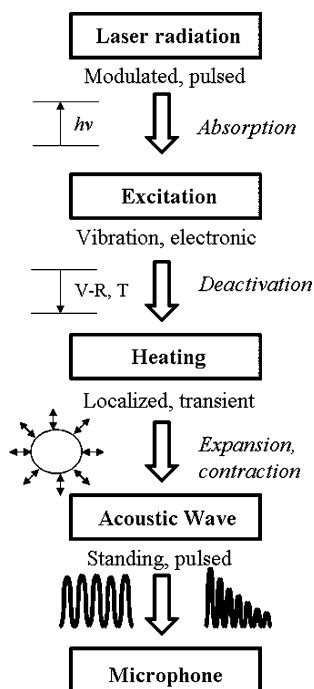 Laser radiation
Modulated, pulsed
hν
Absorption
Excitation
Vibration, electronic
V-R, T
Deactivation
Heating
Localized, transient
Expansion,
contraction
Acoustic Wave
Standing, pulsed
Microphone